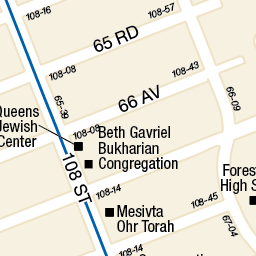 108-16
108-57
65 RD
108-08
108-43
65-39
66 AV
66-09
Queens
Jewish
Center
108-08
Beth Gavriel
Bukharian
Congregation
108 ST
108-14
Forest
High S
108-45
67-04
Mesivta
Ohr Torah